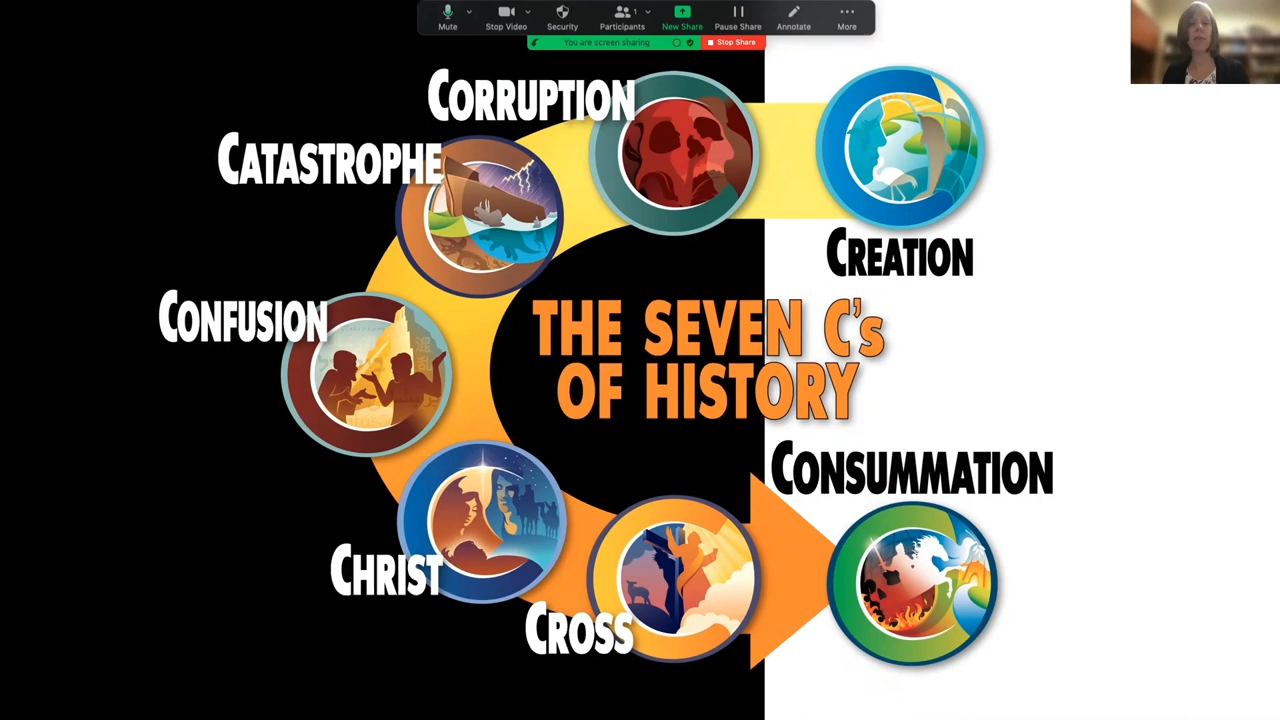 Mute
Stop Video
Security
Participants
1
New Share
Pause Share
Annotate
More
You are screen sharing
Stop Share
CORRUPTION
CATASTROPHE
CREATION
CONFUSION
THE SEVEN C's
OF HISTORY
CONSUMMATION
CHRIST
CROSS